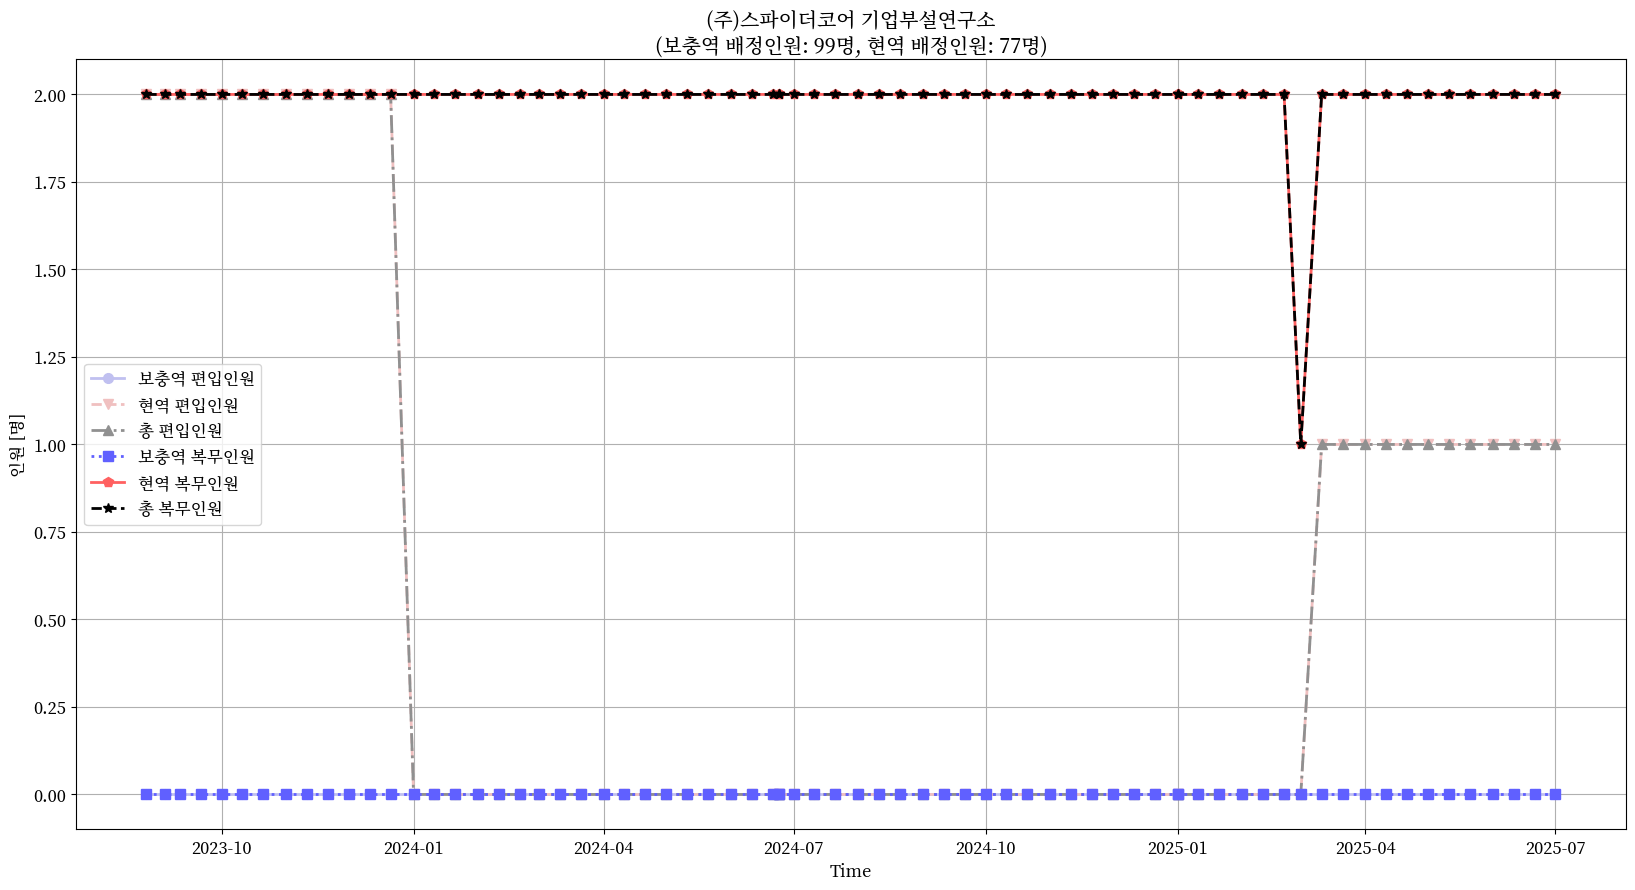 (주)스파이더코어 기업부설연구소
(보충역 배정인원: 99명, 현역 배정인원: 77명)
인원 [명]
2.00
1.75
1.50
1.25
1.00
0.75
0.50
0.25
0.00
보충역 편입인원
현역 편입인원
총 편입인원
보충역 복무인원
현역 복무인원
총 복무인원
2023-10
2024-01
2024-04
2024-07
2024-10
2025-01
2025-04
2025-07
Time